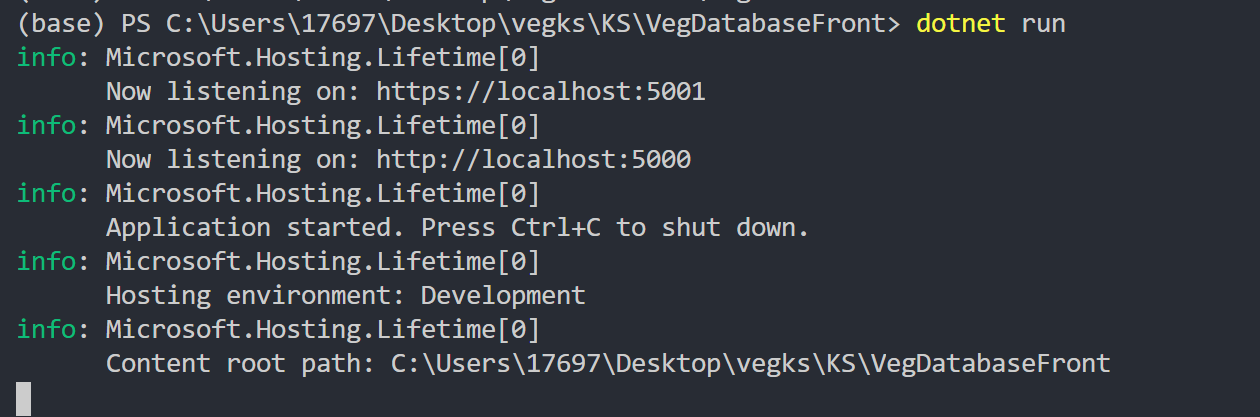 (base) PS C:\Users\17697\Desktop\vegks\KS\VegDatabaseFront> dotnet run
info: Microsoft.Hosting.Lifetime[0]
      Now listening on: https://localhost:5001
info: Microsoft.Hosting.Lifetime[0]
      Now listening on: http://localhost:5000
info: Microsoft.Hosting.Lifetime[0]
      Application started. Press Ctrl+C to shut down.
info: Microsoft.Hosting.Lifetime[0]
      Hosting environment: Development
info: Microsoft.Hosting.Lifetime[0]
      Content root path: C:\Users\17697\Desktop\vegks\KS\VegDatabaseFront